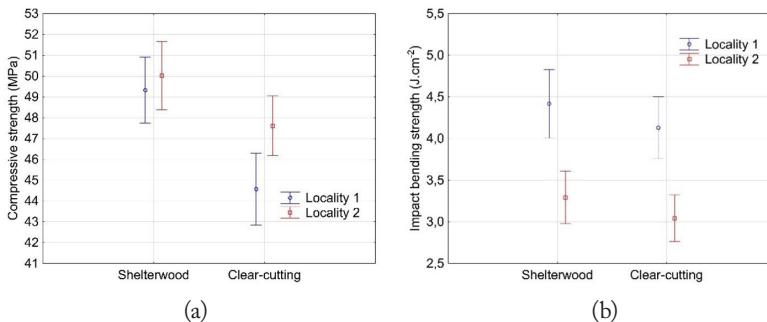 53
52
51
50
49
48
47
46
45
44
43
42
41
Compressive strength (MPa)
Locality 1
Locality 2
Shelterwood Clear-cutting
(a)
5,0
4,5
4,0
3,5
3,0
2,5
Impact bending strength (J.cm-2)
Locality 1
Locality 2
Shelterwood Clear-cutting
(b)